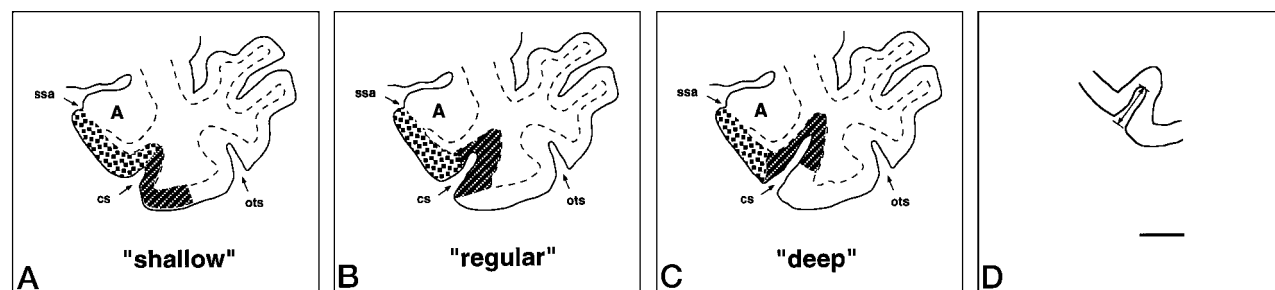 ssa
A
cs
ots
"shallow"
A
ssa
A
cs
ots
"regular"
B
ssa
A
cs
ots
"deep"
C
D